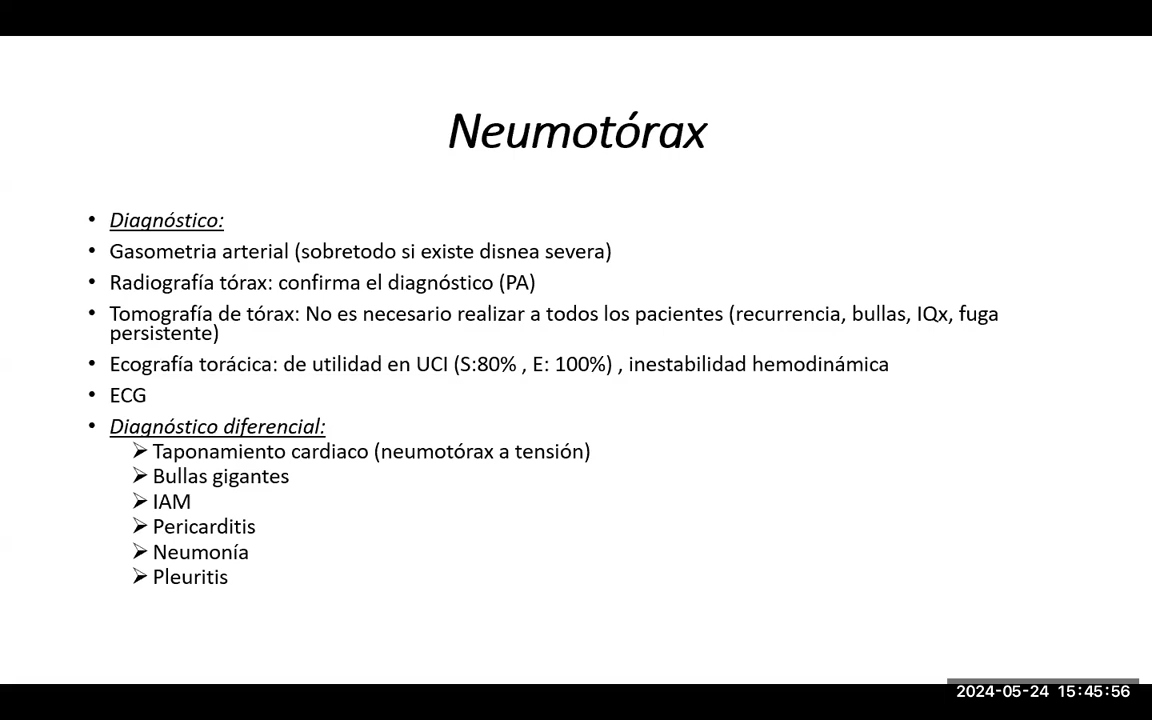 Neumotórax
• Diagnóstico:
• Gasometria arterial (sobretodo si existe disnea severa)
• Radiografía tórax: confirma el diagnóstico (PA)
• Tomografía de tórax: No es necesario realizar a todos los pacientes (recurrencia, bullas, IQx, fuga
persistente)
• Ecografía torácica: de utilidad en UCI (S:80% , E: 100%) , inestabilidad hemodinámica
• ECG
• Diagnóstico diferencial:
➢ Taponamiento cardiaco (neumotórax a tensión)
➢ Bullas gigantes
➢ IAM
➢ Pericarditis
➢ Neumonía
➢ Pleuritis
2024-05-24 15:45:56